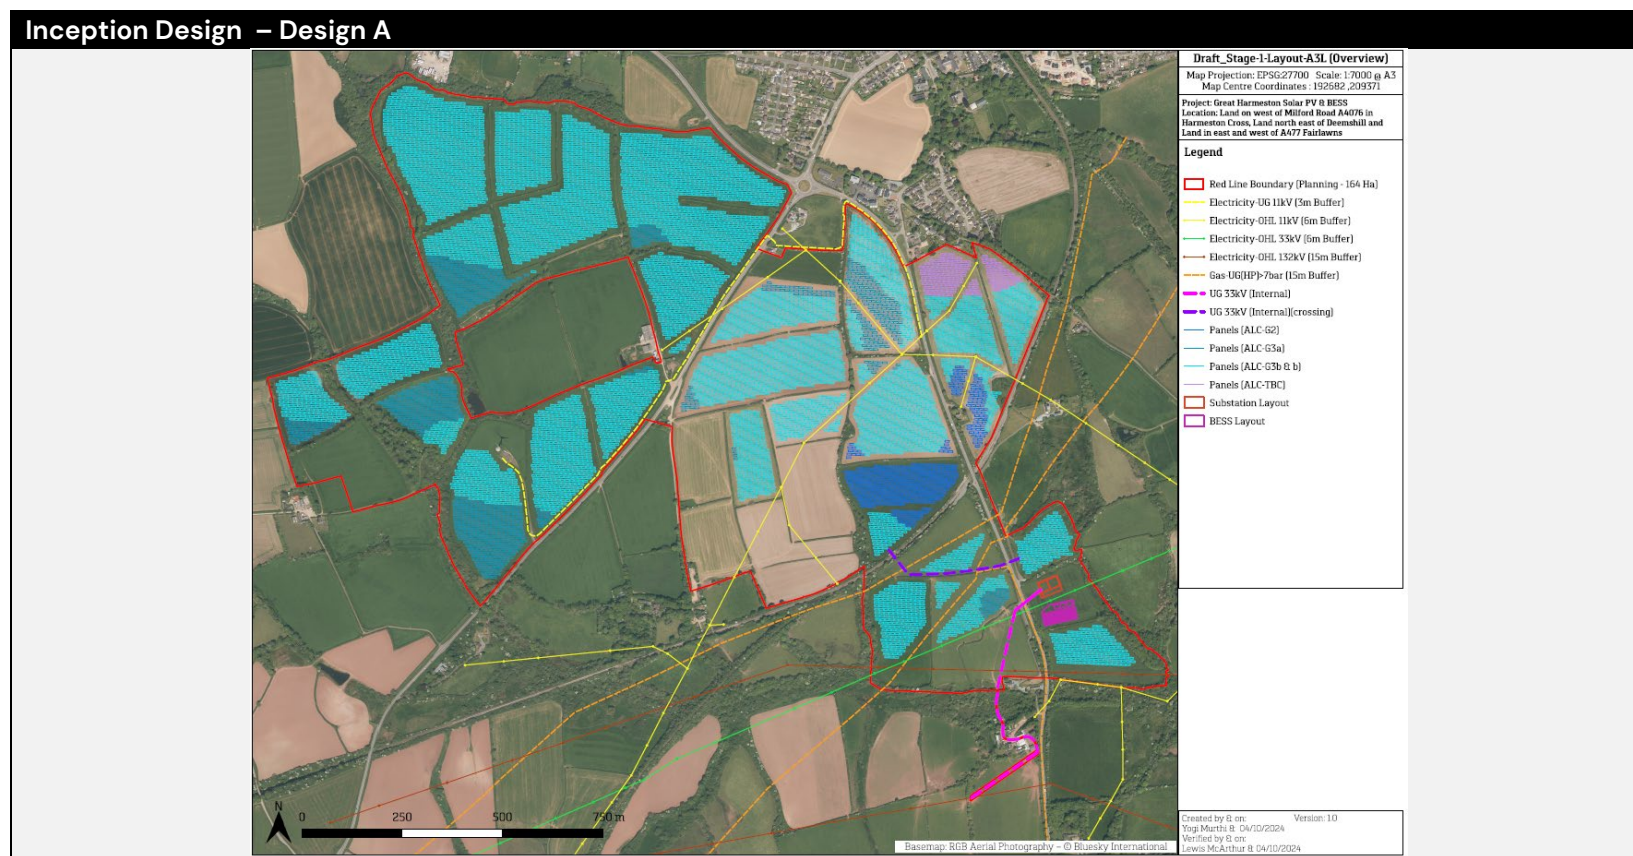 Inception Design – Design A
Draft_Stage-1-Layout-A3L (Overview)
Map Projection: EPSG:27700 Scale: 1:7000 @ A3
Map Centre Coordinates : 192682 ,209371
Project: Great Harmeston Solar PV & BESS
Location: Land on west of Milford Road A4076 in
Harmeston Cross, Land north east of Deemshill and
Land in east and west of A477 Fairlawns
Legend
Red Line Boundary (Planning - 164 Ha)
Electricity-UG 11kV (3m Buffer)
Electricity-OHL 11kV (6m Buffer)
Electricity-OHL 33kV (6m Buffer)
Electricity-OHL 132kV (15m Buffer)
Gas-UG(HP)>7bar (15m Buffer)
UG 33kV (Internal)
UG 33kV (Internal)(crossing)
Panels (ALC-G2)
Panels (ALC-G3a)
Panels (ALC-G3b & b)
Panels (ALC-TBC)
Substation Layout
BESS Layout
N
0 250 500 750 m
Basemap: RGB Aerial Photography – © Bluesky International
Created by & on: Version: 1.0
Yogi Murthi & 04/10/2024
Verified by & on:
Lewis McArthur & 04/10/2024